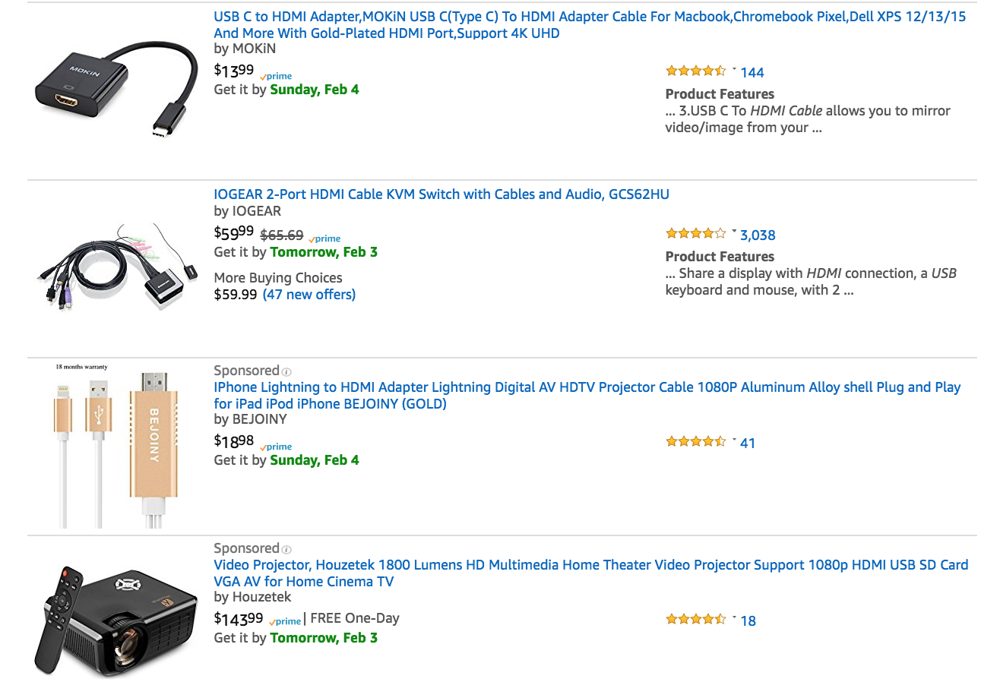 USB C to HDMI Adapter,MOKiN USB C(Type C) To HDMI Adapter Cable For Macbook,Chromebook Pixel,Dell XPS 12/13/15
And More With Gold-Plated HDMI Port,Support 4K UHD
by MOKiN
MOKiN
$13.99 prime
144
Get it by Sunday, Feb 4
Product Features
... 3.USB C To HDMI Cable allows you to mirror
video/image from your ...
IOGEAR 2-Port HDMI Cable KVM Switch with Cables and Audio, GCS62HU
by IOGEAR
$59.99 $65.69 prime
3,038
Get it by Tomorrow, Feb 3
Product Features
... Share a display with HDMI connection, a USB
keyboard and mouse, with 2 ...
More Buying Choices
$59.99 (47 new offers)
18 months warranty
BEJOINY
Sponsored
IPhone Lightning to HDMI Adapter Lightning Digital AV HDTV Projector Cable 1080P Aluminum Alloy shell Plug and Play
for iPad iPod iPhone BEJOINY (GOLD)
by BEJOINY
$18.98 prime
41
Get it by Sunday, Feb 4
Sponsored
Video Projector, Houzetek 1800 Lumens HD Multimedia Home Theater Video Projector Support 1080p HDMI USB SD Card
VGA AV for Home Cinema TV
by Houzetek
$143.99 prime | FREE One-Day
18
Get it by Tomorrow, Feb 3